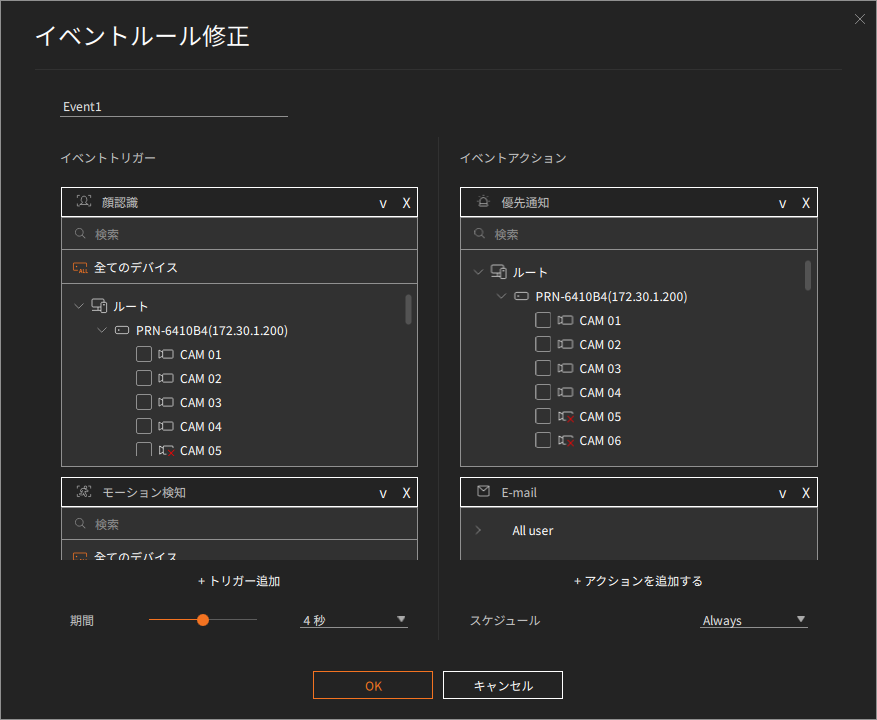 イベントルール修正
Event1
イベントトリガー
顔認識 v X
検索
ALL 全てのデバイス
ルート
PRN-6410B4(172.30.1.200)
CAM 01
CAM 02
CAM 03
CAM 04
CAM 05
モーション検知 v X
検索
全てのデバイス
+ トリガー追加
期間
4 秒
イベントアクション
優先通知 v X
検索
ルート
PRN-6410B4(172.30.1.200)
CAM 01
CAM 02
CAM 03
CAM 04
CAM 05
CAM 06
E-mail v X
All user
+ アクションを追加する
スケジュール
Always
OK
キャンセル